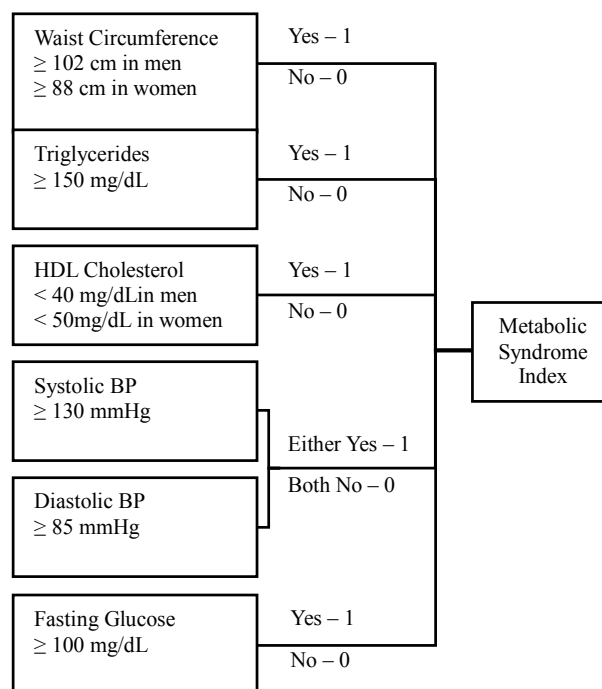 Waist Circumference
≥ 102 cm in men
≥ 88 cm in women
Yes – 1
No – 0
Triglycerides
≥ 150 mg/dL
Yes – 1
No – 0
HDL Cholesterol
< 40 mg/dLin men
< 50mg/dL in women
Yes – 1
No – 0
Systolic BP
≥ 130 mmHg
Diastolic BP
≥ 85 mmHg
Either Yes – 1
Both No – 0
Fasting Glucose
≥ 100 mg/dL
Yes – 1
No – 0
Metabolic
Syndrome
Index